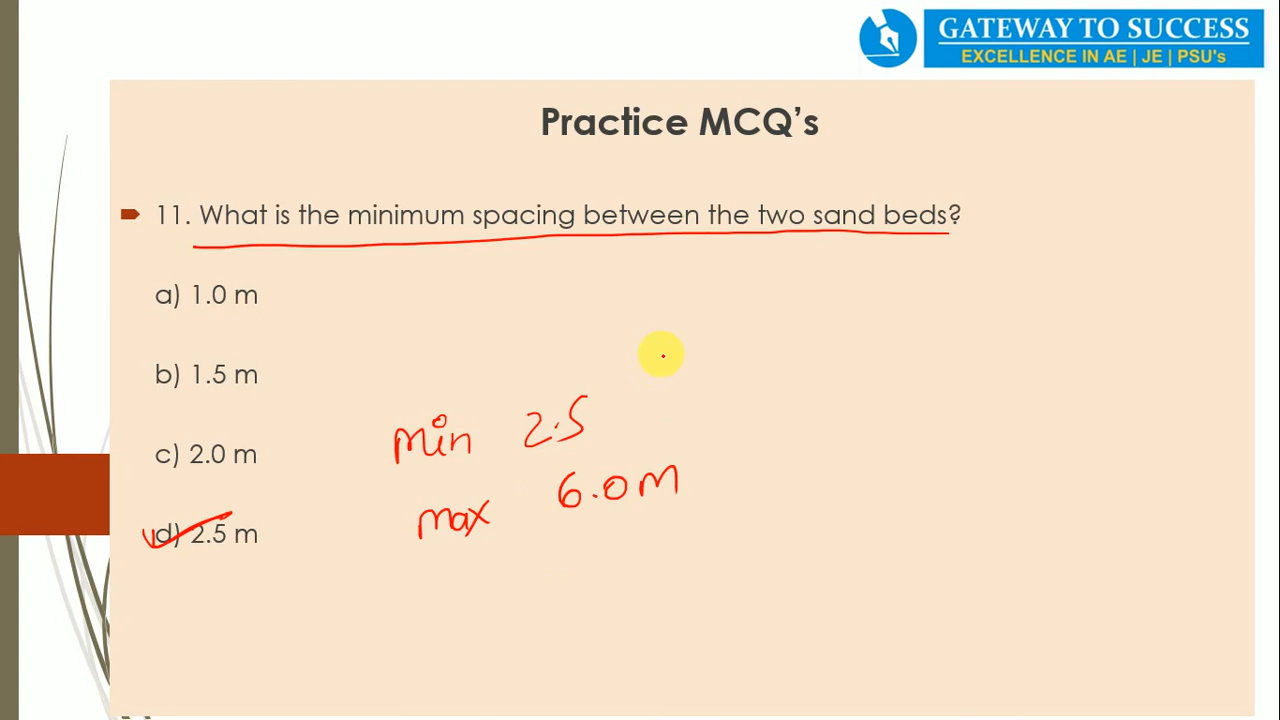 GATEWAY TO SUCCESS
EXCELLENCE IN AE | JE | PSU's
Practice MCQ's
11. What is the minimum spacing between the two sand beds?
a) 1.0 m
b) 1.5 m
c) 2.0 m
d) 2.5 m
min 2.5
max 6.0m